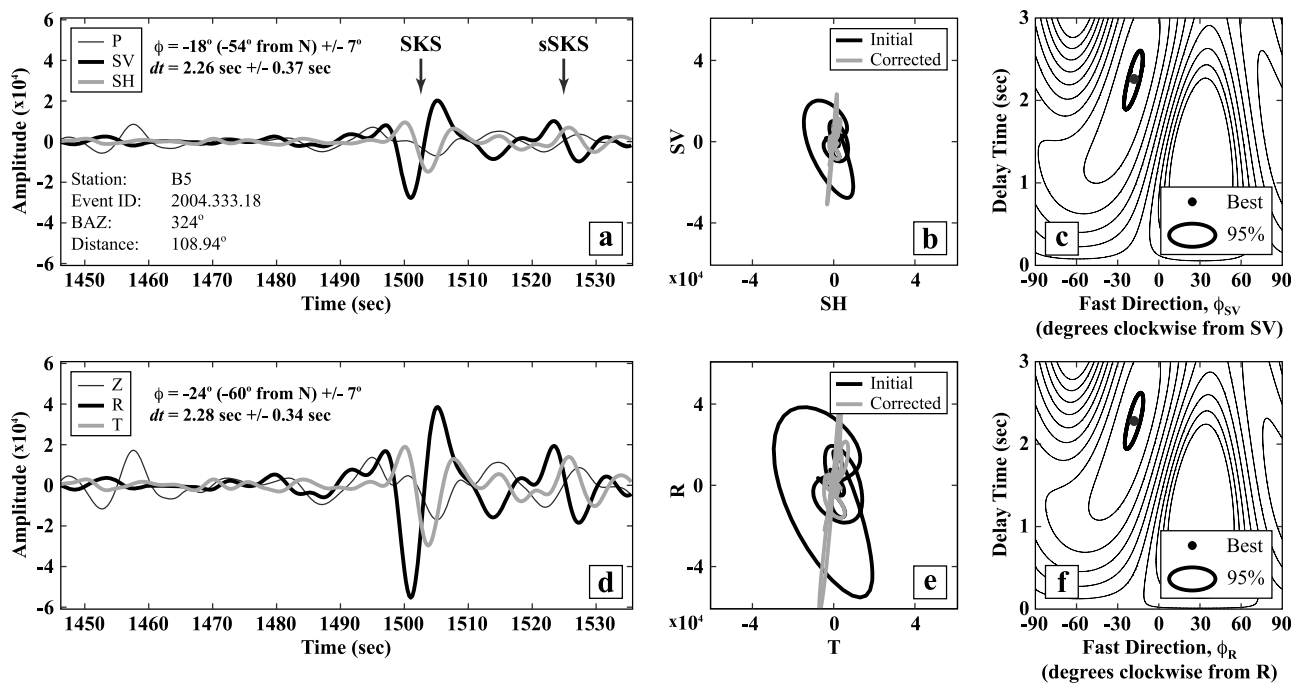 6
4
2
0
-2
-4
-6
Amplitude (x10⁴)
P
SV
SH
ϕ = -18° (-54° from N) +/- 7°
dt = 2.26 sec +/- 0.37 sec
SKS
sSKS
Station: B5
Event ID: 2004.333.18
BAZ: 324°
Distance: 108.94°
a
1450 1460 1470 1480 1490 1500 1510 1520 1530
Time (sec)
Initial
Corrected
4
0
-4
SV
b
x10⁴ -4 0 4
SH
3
2
1
0
Delay Time (sec)
Best
95%
c
-90 -60 -30 0 30 60 90
Fast Direction, ϕSV
(degrees clockwise from SV)
6
4
2
0
-2
-4
-6
Amplitude (x10⁴)
Z
R
T
ϕ = -24° (-60° from N) +/- 7°
dt = 2.28 sec +/- 0.34 sec
d
1450 1460 1470 1480 1490 1500 1510 1520 1530
Time (sec)
Initial
Corrected
4
0
-4
R
e
x10⁴ -4 0 4
T
3
2
1
0
Delay Time (sec)
Best
95%
f
-90 -60 -30 0 30 60 90
Fast Direction, ϕR
(degrees clockwise from R)